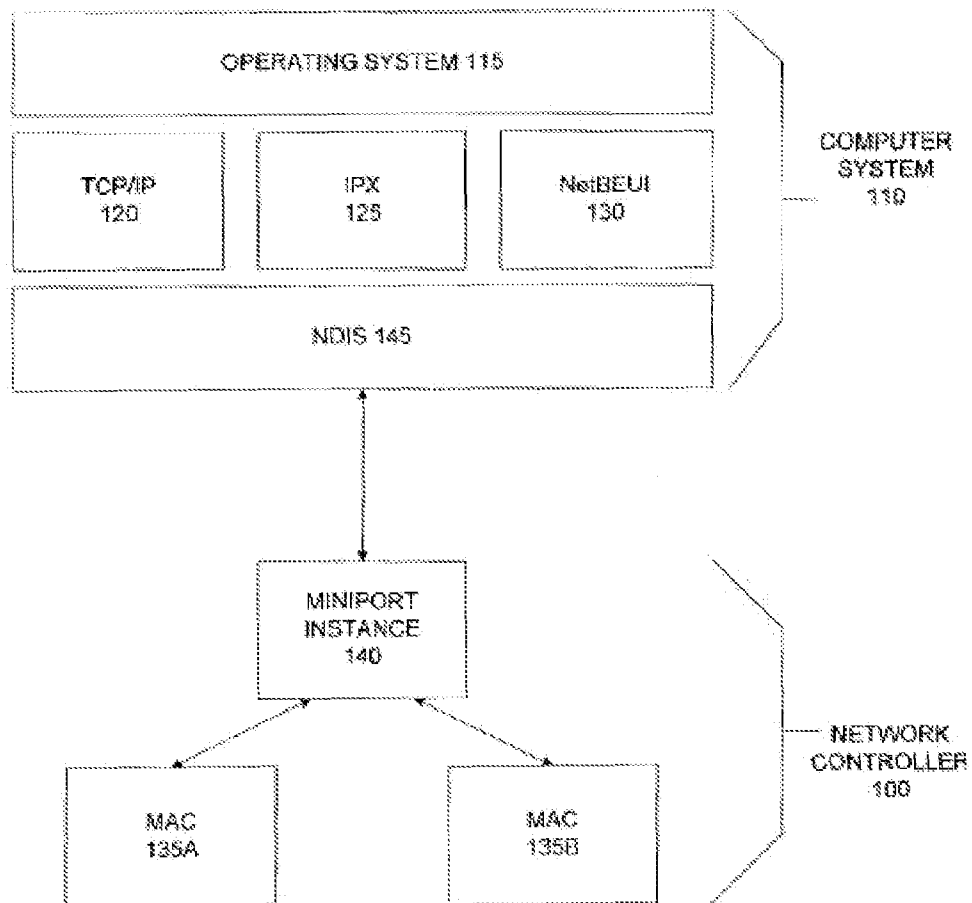 OPERATING SYSTEM 115
TCP/IP
120
IPX
125
NetBEUI
130
COMPUTER
SYSTEM
110
NDIS 145
MINIPORT
INSTANCE
140
NETWORK
CONTROLLER
100
MAC
135A
MAC
135B